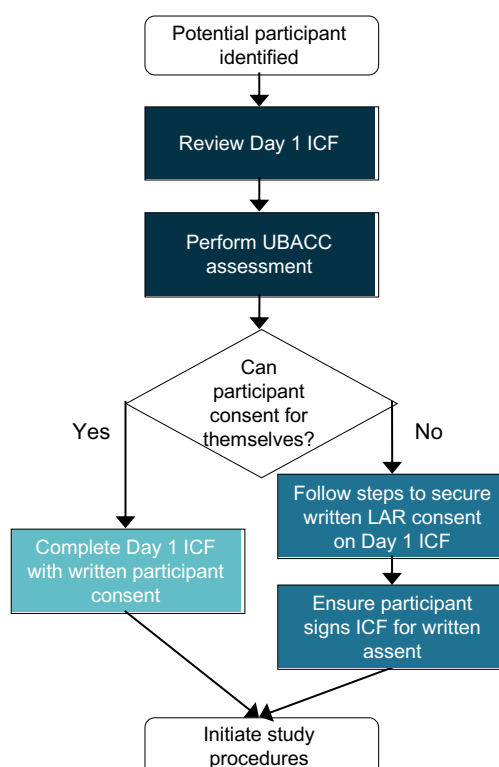 Potential participant
identified
Review Day 1 ICF
Perform UBACC
assessment
Can
participant
consent for
themselves?
Yes
No
Complete Day 1 ICF
with written participant
consent
Follow steps to secure
written LAR consent
on Day 1 ICF
Ensure participant
signs ICF for written
assent
Initiate study
procedures